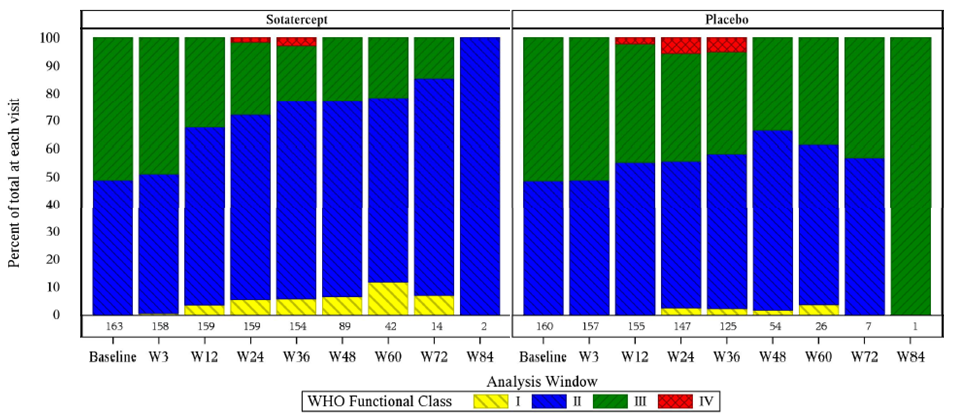 Sotatercept Placebo
Percent of total at each visit
100
90
80
70
60
50
40
30
20
10
0
163 158 159 159 154 89 42 14 2 160 157 155 147 125 54 26 7 1
Baseline W3 W12 W24 W36 W48 W60 W72 W84 Baseline W3 W12 W24 W36 W48 W60 W72 W84
Analysis Window
WHO Functional Class I II III IV